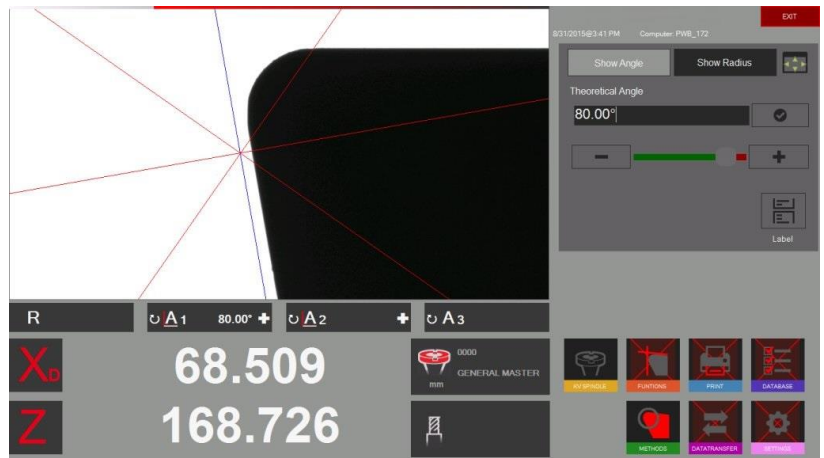 EXIT
8/31/2015@3:41 PM Computer: PWB_172
Show Angle Show Radius
Theoretical Angle
80.00°
Label
R A1 80.00° A2 A3
XD 68.509 0000
GENERAL MASTER
mm
Z 168.726
KV SPINDLE FUNTIONS PRINT DATABASE
METHODS DATATRANSFER SETTINGS